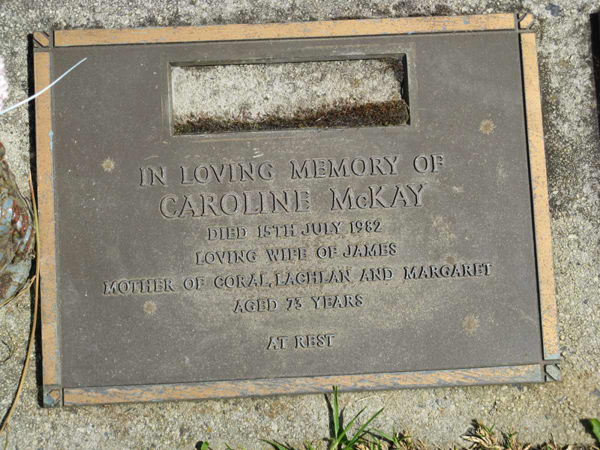 IN LOVING MEMORY OF
CAROLINE McKAY
DIED 15TH JULY 1982
LOVING WIFE OF JAMES
MOTHER OF CORAL, LACHLAN AND MARGARET
AGED 73 YEARS
AT REST